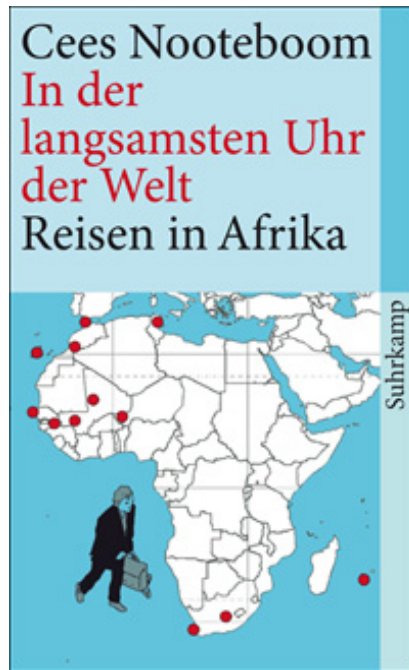 Cees Nooteboom
In der
langsamsten Uhr
der Welt
Reisen in Afrika
Suhrkamp